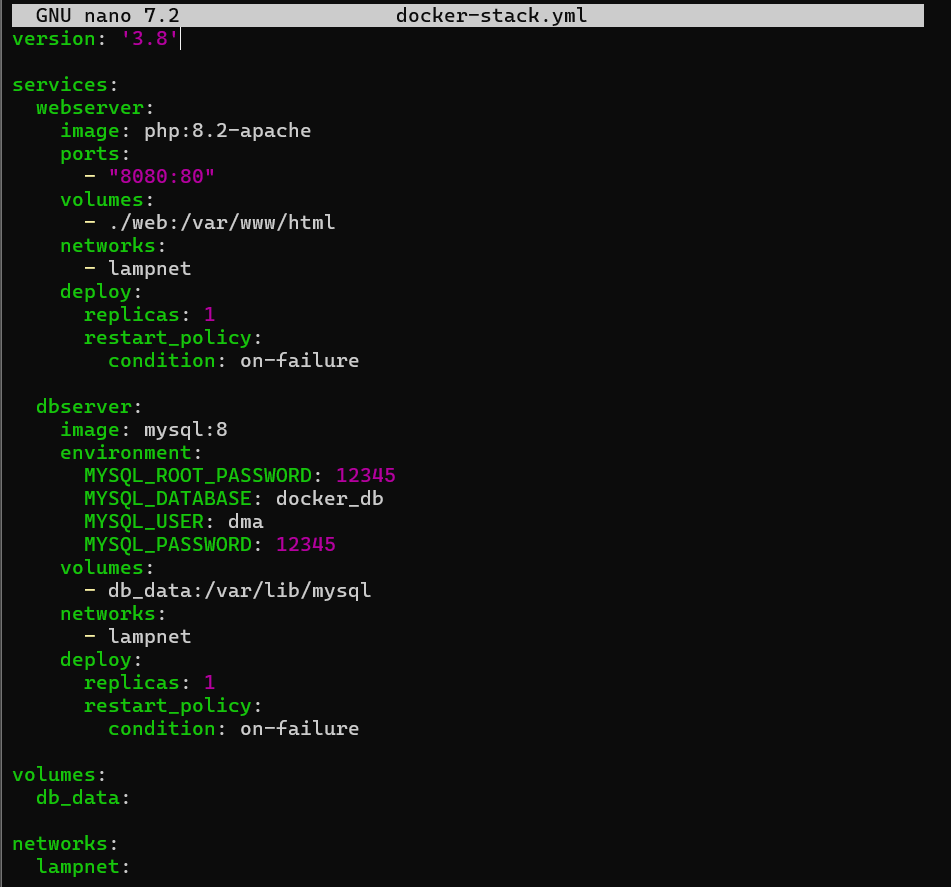 GNU nano 7.2 docker-stack.yml
version: '3.8'

services:
  webserver:
    image: php:8.2-apache
    ports:
      - "8080:80"
    volumes:
      - ./web:/var/www/html
    networks:
      - lampnet
    deploy:
      replicas: 1
      restart_policy:
        condition: on-failure

  dbserver:
    image: mysql:8
    environment:
      MYSQL_ROOT_PASSWORD: 12345
      MYSQL_DATABASE: docker_db
      MYSQL_USER: dma
      MYSQL_PASSWORD: 12345
    volumes:
      - db_data:/var/lib/mysql
    networks:
      - lampnet
    deploy:
      replicas: 1
      restart_policy:
        condition: on-failure

volumes:
  db_data:

networks:
  lampnet: